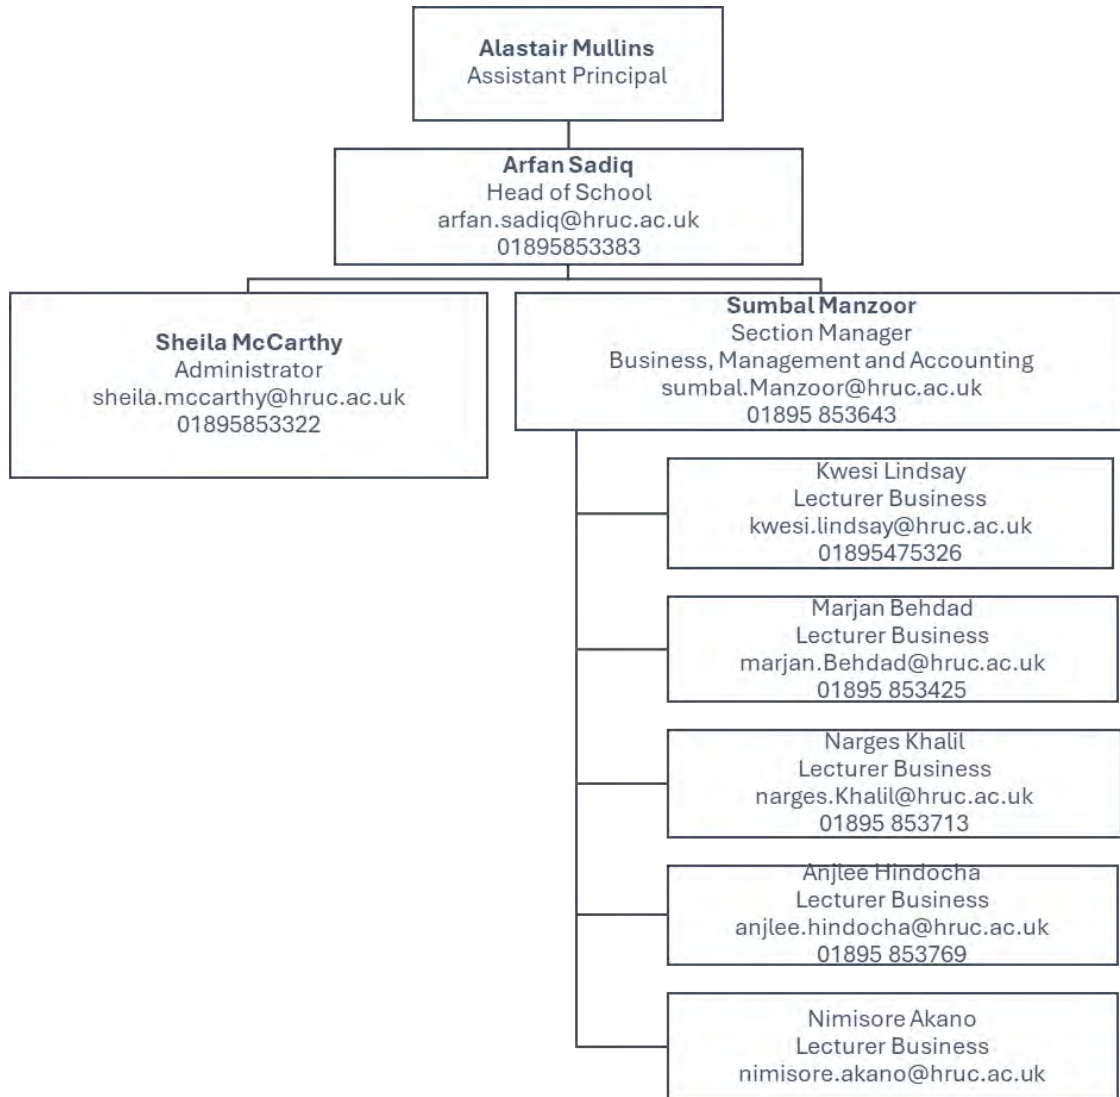 Alastair Mullins
Assistant Principal
Arfan Sadiq
Head of School
arfan.sadiq@hruc.ac.uk
01895853383
Sheila McCarthy
Administrator
sheila.mccarthy@hruc.ac.uk
01895853322
Sumbal Manzoor
Section Manager
Business, Management and Accounting
sumbal.Manzoor@hruc.ac.uk
01895 853643
Kwesi Lindsay
Lecturer Business
kwesi.lindsay@hruc.ac.uk
01895475326
Marjan Behdad
Lecturer Business
marjan.Behdad@hruc.ac.uk
01895 853425
Narges Khalil
Lecturer Business
narges.Khalil@hruc.ac.uk
01895 853713
Anjlee Hindocha
Lecturer Business
anjlee.hindocha@hruc.ac.uk
01895 853769
Nimisore Akano
Lecturer Business
nimisore.akano@hruc.ac.uk